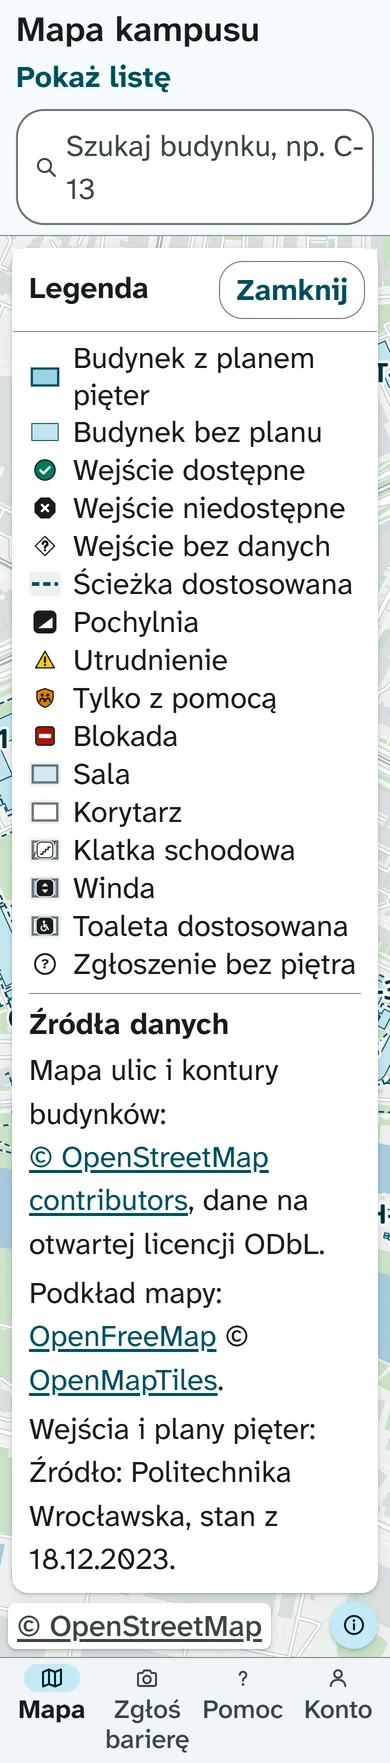 Mapa kampusu
Pokaż listę
Szukaj budynku, np. C-
13
Legenda
Zamknij
Budynek z planem
pięter
Budynek bez planu
Wejście dostępne
Wejście niedostępne
Wejście bez danych
Ścieżka dostosowana
Pochylnia
Utrudnienie
Tylko z pomocą
Blokada
Sala
Korytarz
Klatka schodowa
Winda
Toaleta dostosowana
Zgłoszenie bez piętra
Źródła danych
Mapa ulic i kontury
budynków:
© OpenStreetMap
contributors, dane na
otwartej licencji ODbL.
Podkład mapy:
OpenFreeMap ©
OpenMapTiles.
Wejścia i plany pięter:
Źródło: Politechnika
Wrocławska, stan z
18.12.2023.
© OpenStreetMap
Mapa
Zgłoś
barierę
Pomoc
Konto